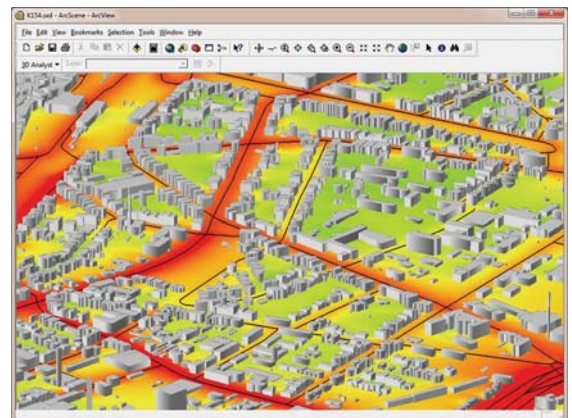 K154.sxd - ArcScene - ArcView
File Edit View Bookmarks Selection Tools Window Help
3D Analyst Layer: